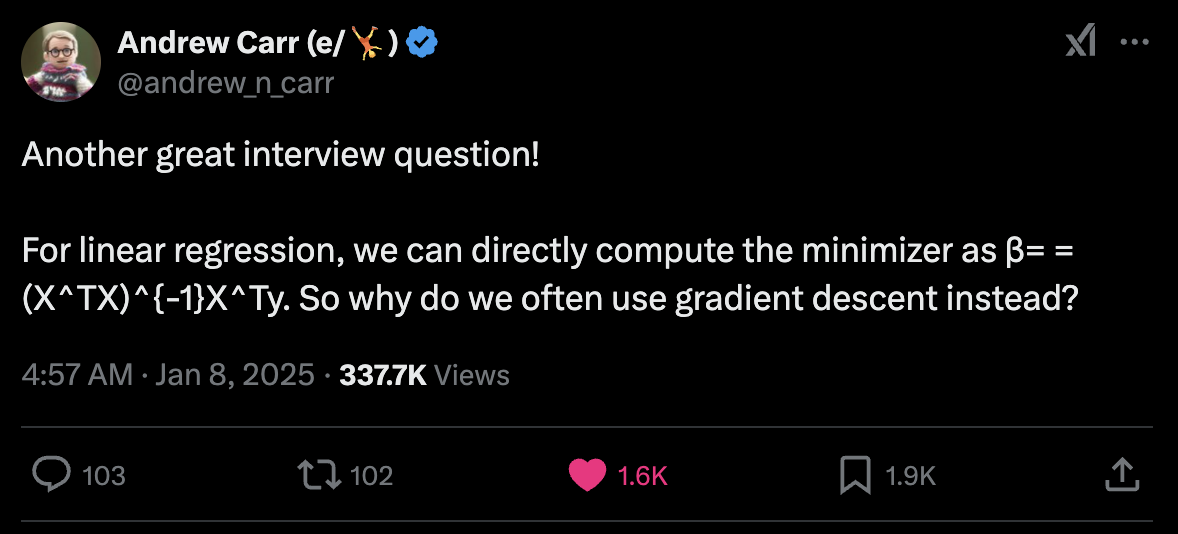 Andrew Carr (e/🤸)
@andrew_n_carr
Another great interview question!
For linear regression, we can directly compute the minimizer as β= =
(X^TX)^{-1}X^Ty. So why do we often use gradient descent instead?
4:57 AM · Jan 8, 2025 · 337.7K Views
103 102 1.6K 1.9K